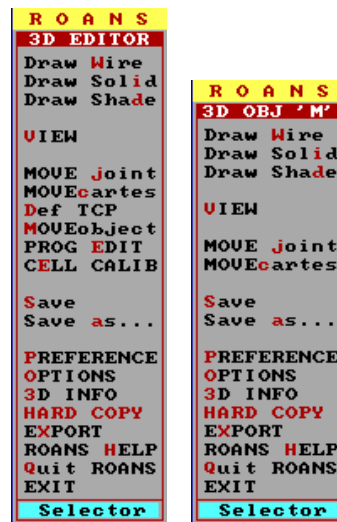 R O A N S
3D EDITOR
Draw Wire
Draw Solid
Draw Shade
VIEW
MOVE joint
MOVEcartes
Def TCP
MOVEobject
PROG EDIT
CELL CALIB
Save
Save as...
PREFERENCE
OPTIONS
3D INFO
HARD COPY
EXPORT
ROANS HELP
Quit ROANS
EXIT
Selector
R O A N S
3D OBJ 'M'
Draw Wire
Draw Solid
Draw Shade
VIEW
MOVE joint
MOVEcartes
Save
Save as...
PREFERENCE
OPTIONS
3D INFO
HARD COPY
EXPORT
ROANS HELP
Quit ROANS
EXIT
Selector